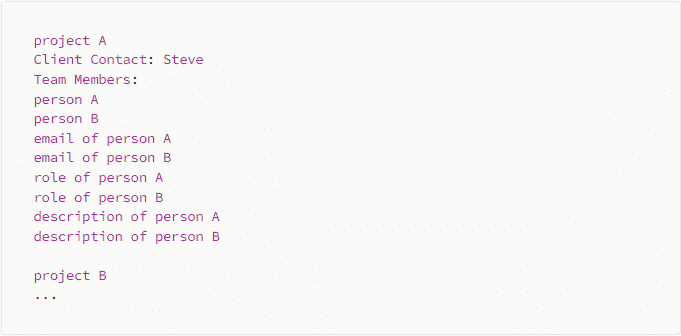 project A
Client Contact: Steve
Team Members:
person A
person B
email of person A
email of person B
role of person A
role of person B
description of person A
description of person B
project B
...